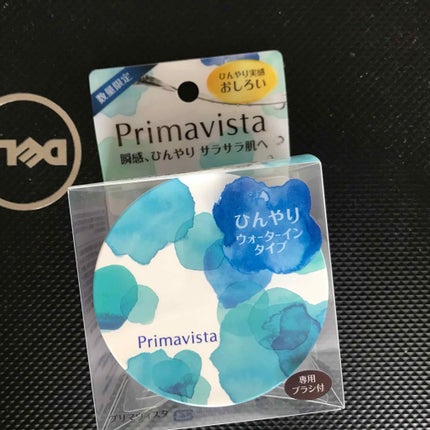 数量限定
ひんやり実感
おしろい
Primavista
瞬感、ひんやり サラサラ肌へ
DELL
ひんやり
ウォーターイン
タイプ
Primavista
専用
ブラシ付
プリマヴィスタ